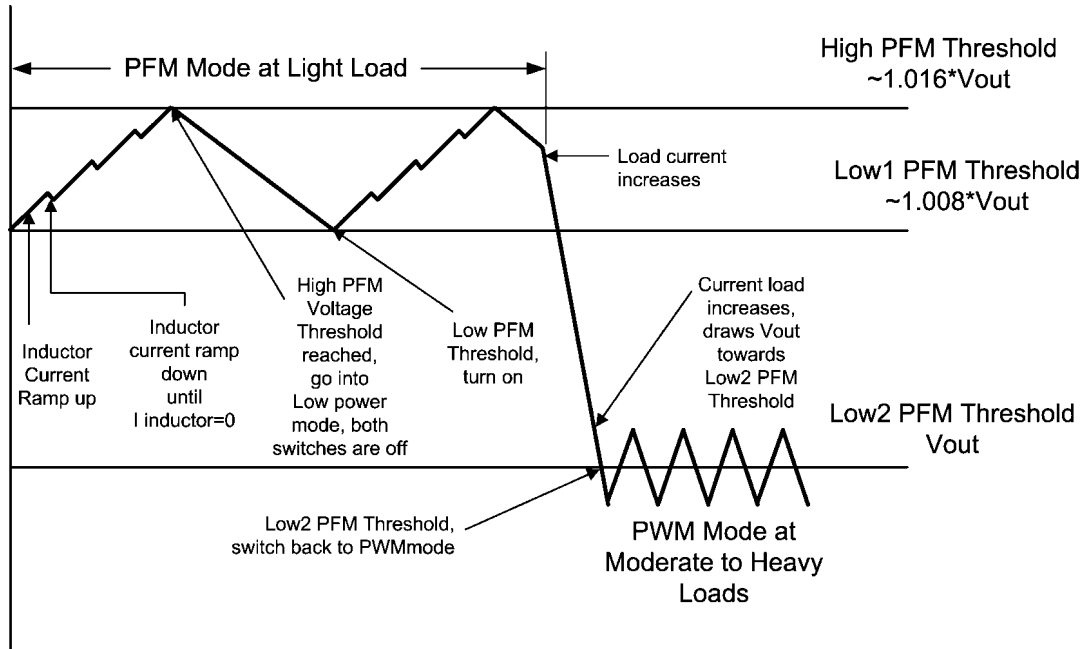 PFM Mode at Light Load
High PFM Threshold
~1.016*Vout
Load current
increases
Low1 PFM Threshold
~1.008*Vout
Inductor
Current
Ramp up
Inductor
current ramp
down
until
I inductor=0
High PFM
Voltage
Threshold
reached,
go into
Low power
mode, both
switches are off
Low PFM
Threshold,
turn on
Current load
increases,
draws Vout
towards
Low2 PFM
Threshold
Low2 PFM Threshold
Vout
Low2 PFM Threshold,
switch back to PWMmode
PWM Mode at
Moderate to Heavy
Loads